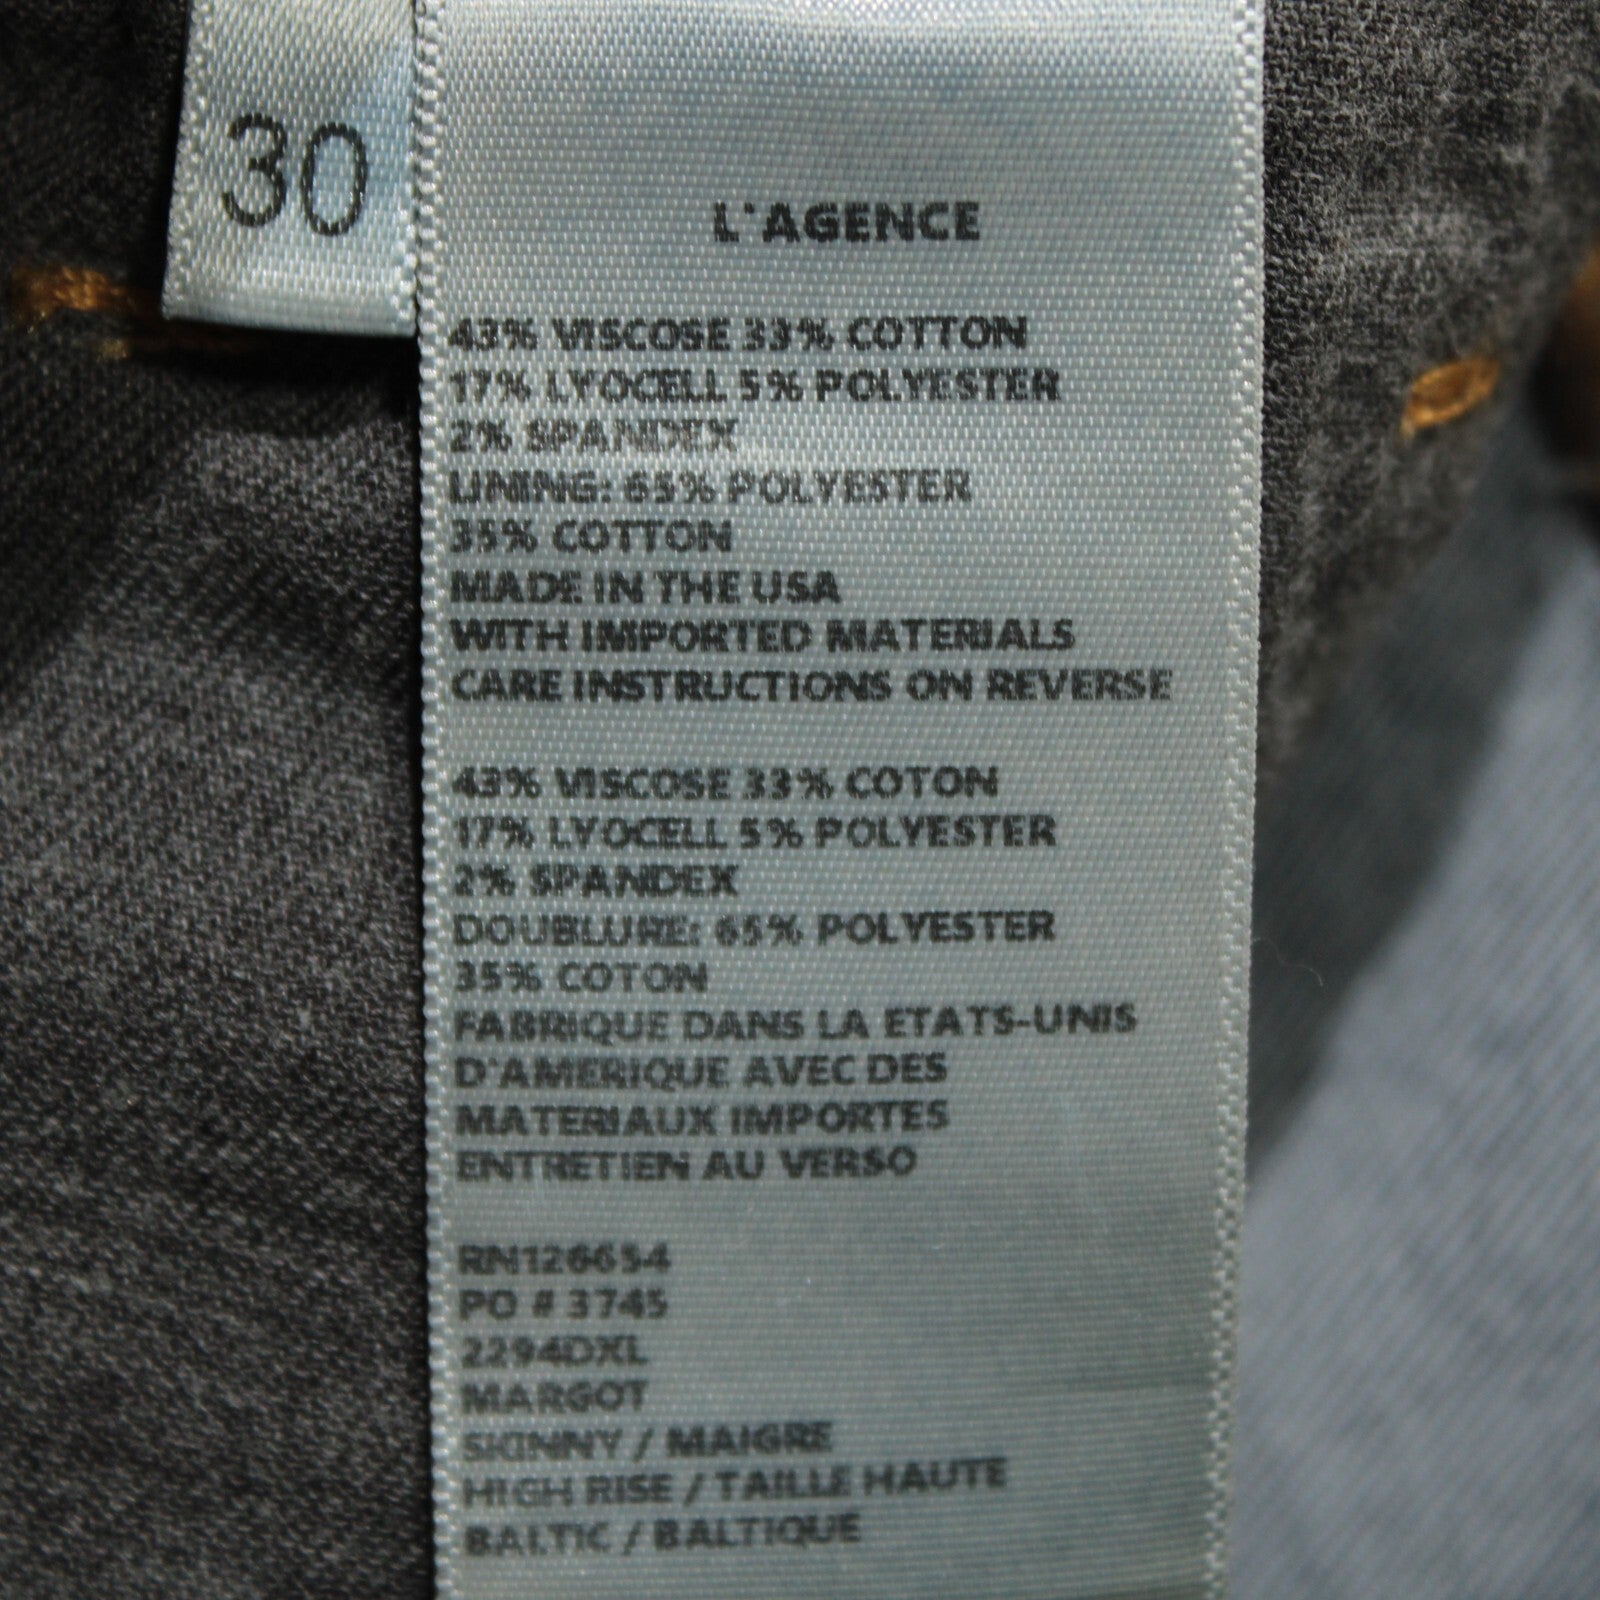 30
L'AGENCE
43% VISCOSE 33% COTTON
17% LYOCELL 5% POLYESTER
2% SPANDEX
LINING: 65% POLYESTER
35% COTTON
MADE IN THE USA
WITH IMPORTED MATERIALS
CARE INSTRUCTIONS ON REVERSE
43% VISCOSE 33% COTON
17% LYOCELL 5% POLYESTER
2% SPANDEX
DOUBLURE: 65% POLYESTER
35% COTON
FABRIQUE DANS LA ETATS-UNIS
D'AMERIQUE AVEC DES
MATERIAUX IMPORTES
ENTRETIEN AU VERSO
RN126654
PO # 3745
2294DXL
MARGOT
SKINNY / MAIGRE
HIGH RISE / TAILLE HAUTE
BALTIC / BALTIQUE